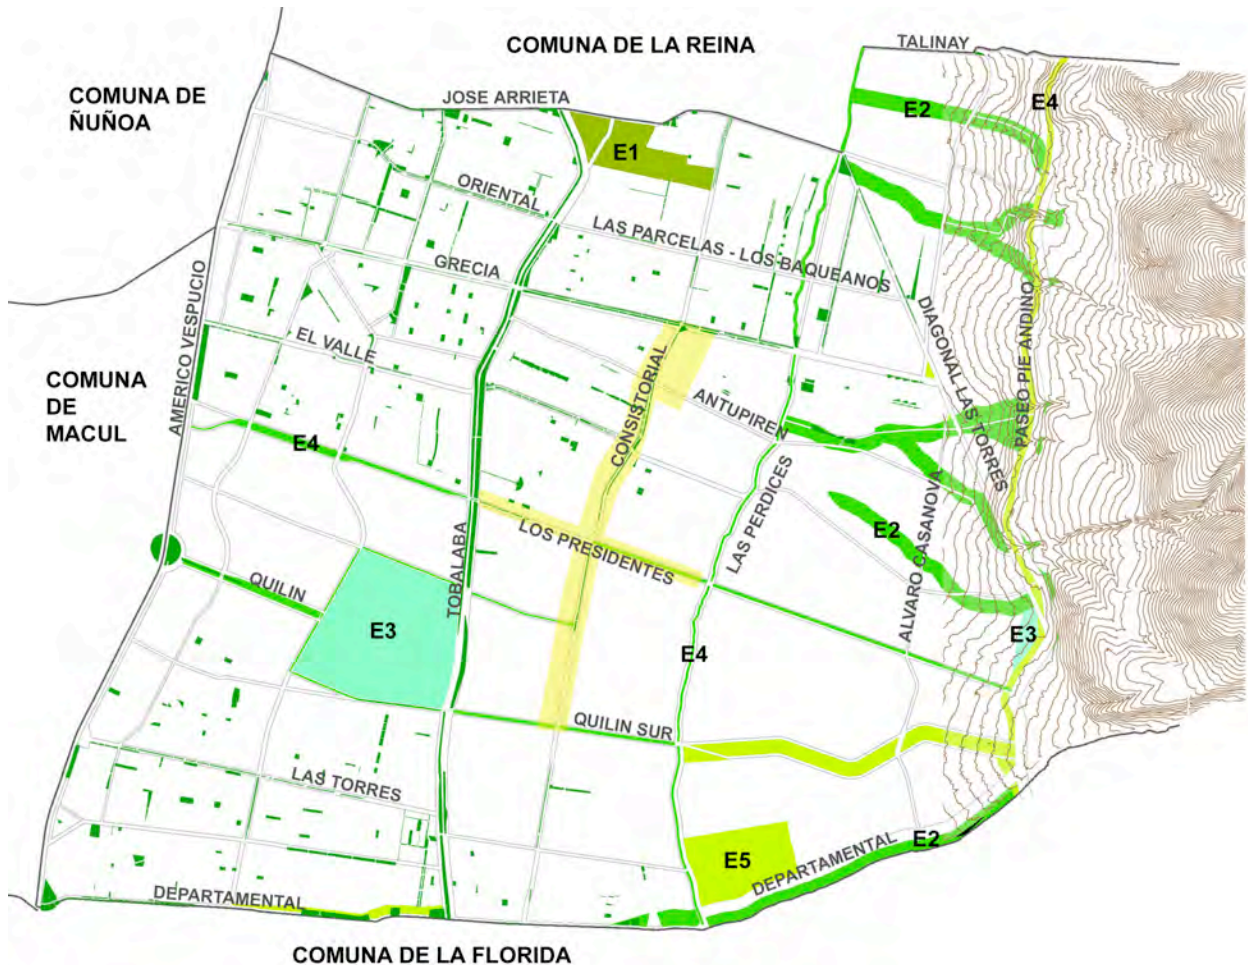 COMUNA DE LA REINA
TALINAY
COMUNA DE
ÑUÑOA
JOSE ARRIETA
E2
E4
E1
ORIENTAL
LAS PARCELAS - LOS BAQUEANOS
GRECIA
AMERICO VESPUCIO
EL VALLE
DIAGONAL LAS TORRES
PASEO PIE ANDINO
CONSISTORIAL
COMUNA
DE
MACUL
ANTUPIREN
E4
LAS PERDICES
E2
LOS PRESIDENTES
TOBALABA
ALVARO CASANOVA
QUILIN
E3
E3
E4
QUILIN SUR
LAS TORRES
E2
E5
DEPARTAMENTAL
DEPARTAMENTAL
COMUNA DE LA FLORIDA